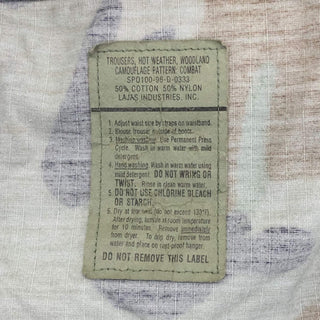 TROUSERS, HOT WEATHER, WOODLAND
CAMOUFLAGE PATTERN: COMBAT
SPO100-98-D-0333
50% COTTON 50% NYLON
LAJAS INDUSTRIES, INC.
1. Adjust waist size by straps on waistband.
2. Blouse trouser outside of boots.
3. Machine washing. Use Permanent Press
Cycle. Wash in warm water with mild
detergent.
4. Hand washing. Wash in warm water using
mild detergent. DO NOT WRING OR
TWIST. Rinse in clean warm water.
5. DO NOT USE CHLORINE BLEACH
OR STARCH.
6. Dry at low heat (do not exceed 130°F).
After drying, tumble at room temperature
for 10 minutes. Remove immediately
from dryer. To drip dry, remove from
water and place on rust-proof hanger.
DO NOT REMOVE THIS LABEL